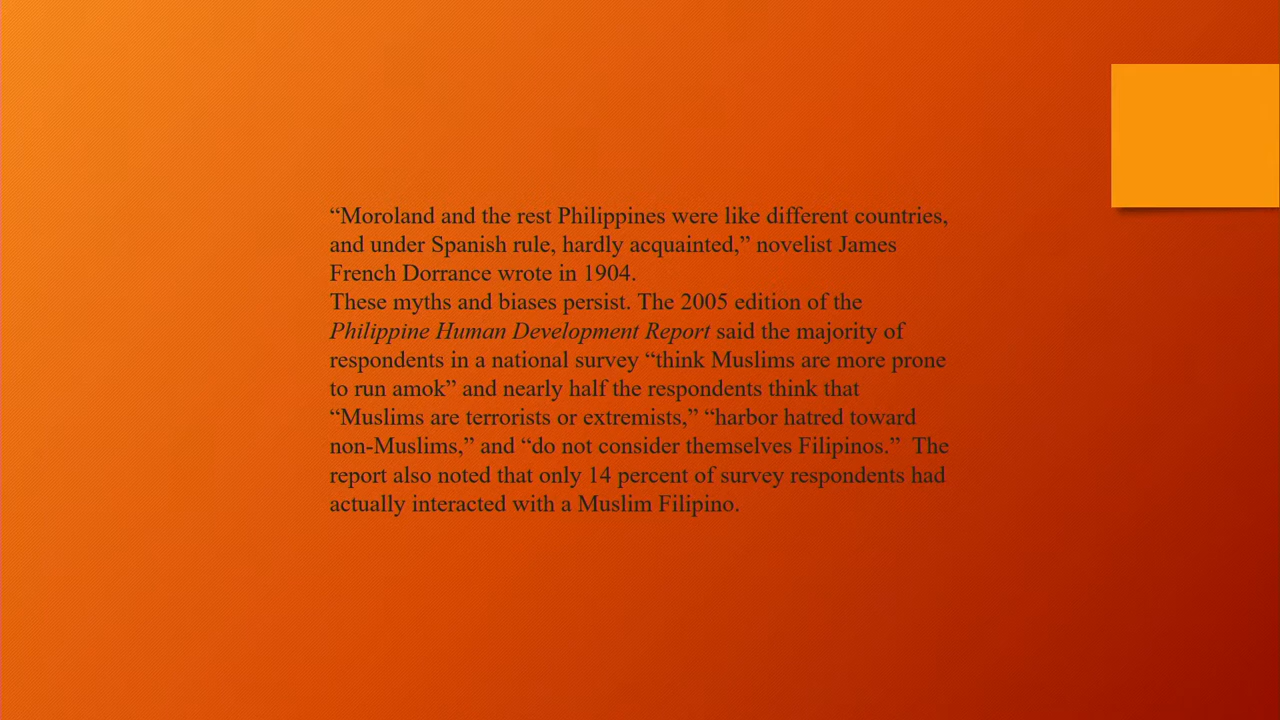 “Moroland and the rest Philippines were like different countries,
and under Spanish rule, hardly acquainted,” novelist James
French Dorrance wrote in 1904.
These myths and biases persist. The 2005 edition of the
Philippine Human Development Report said the majority of
respondents in a national survey “think Muslims are more prone
to run amok” and nearly half the respondents think that
“Muslims are terrorists or extremists,” “harbor hatred toward
non-Muslims,” and “do not consider themselves Filipinos.”  The
report also noted that only 14 percent of survey respondents had
actually interacted with a Muslim Filipino.